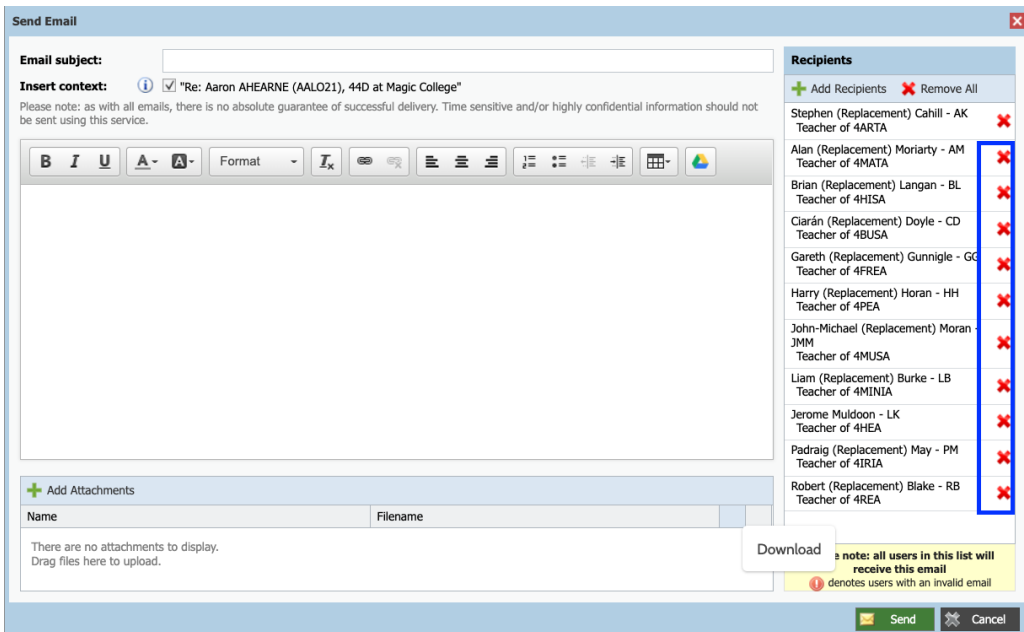 Send Email
Email subject:
Insert context:
"Re: Aaron AHEARNE (AALO21), 44D at Magic College"
Please note: as with all emails, there is no absolute guarantee of successful delivery. Time sensitive and/or highly confidential information should not
be sent using this service.
B I U A A Format Tx
Add Attachments
Name Filename
There are no attachments to display.
Drag files here to upload.
Recipients
Add Recipients Remove All
Stephen (Replacement) Cahill - AK
Teacher of 4ARTA
Alan (Replacement) Moriarty - AM
Teacher of 4MATA
Brian (Replacement) Langan - BL
Teacher of 4HISA
Ciarán (Replacement) Doyle - CD
Teacher of 4BUSA
Gareth (Replacement) Gunnigle - GG
Teacher of 4FREA
Harry (Replacement) Horan - HH
Teacher of 4PEA
John-Michael (Replacement) Moran -
JMM
Teacher of 4MUSA
Liam (Replacement) Burke - LB
Teacher of 4MINIA
Jerome Muldoon - LK
Teacher of 4HEA
Padraig (Replacement) May - PM
Teacher of 4IRIA
Robert (Replacement) Blake - RB
Teacher of 4REA
Download
note: all users in this list will
receive this email
denotes users with an invalid email
Send Cancel